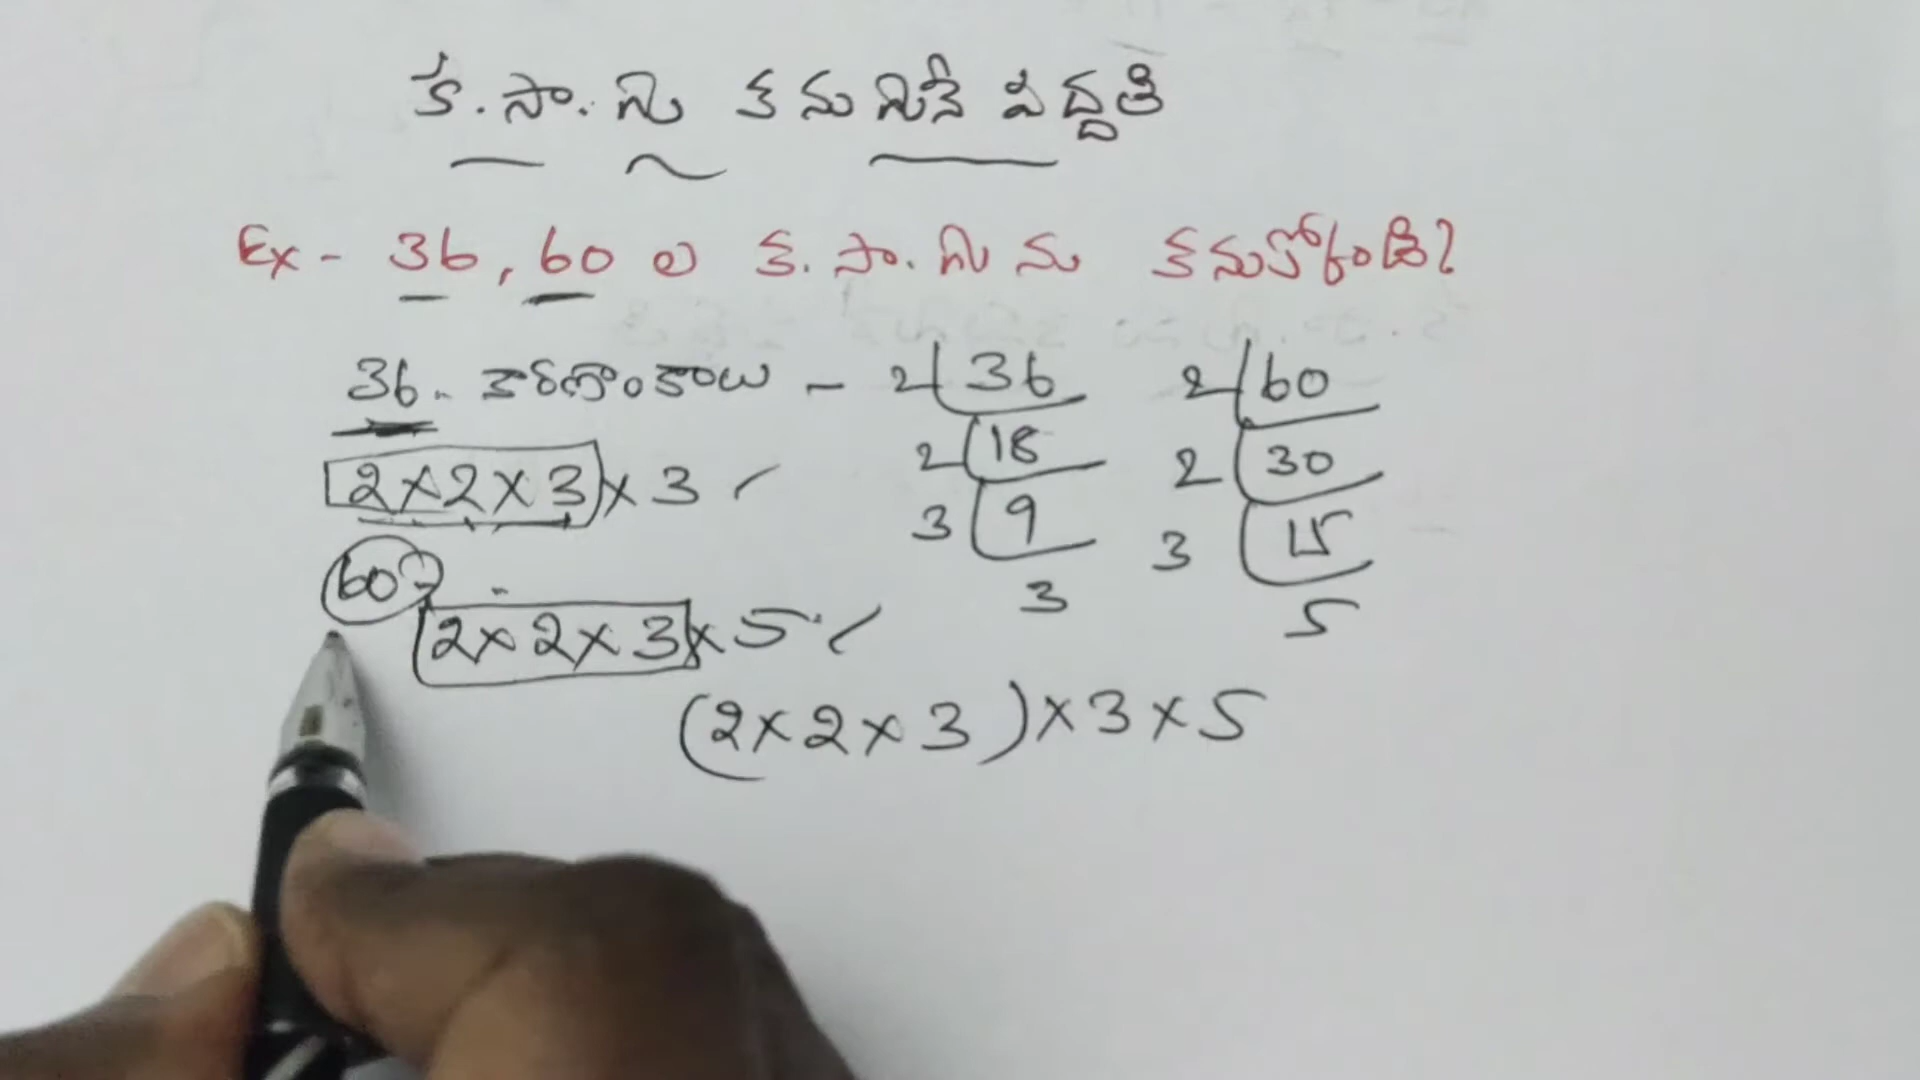 క.సా.గు కనుగొనే పద్దతి
Ex - 36, 60 ల క.సా.గు ను కనుకోండి?
36 - కారణాంకాలు - 2 36 2 60
2×2×3×3 2 18 2 30
3 9 3 15
60 - 3 5
2×2×3×5
(2×2×3)×3×5